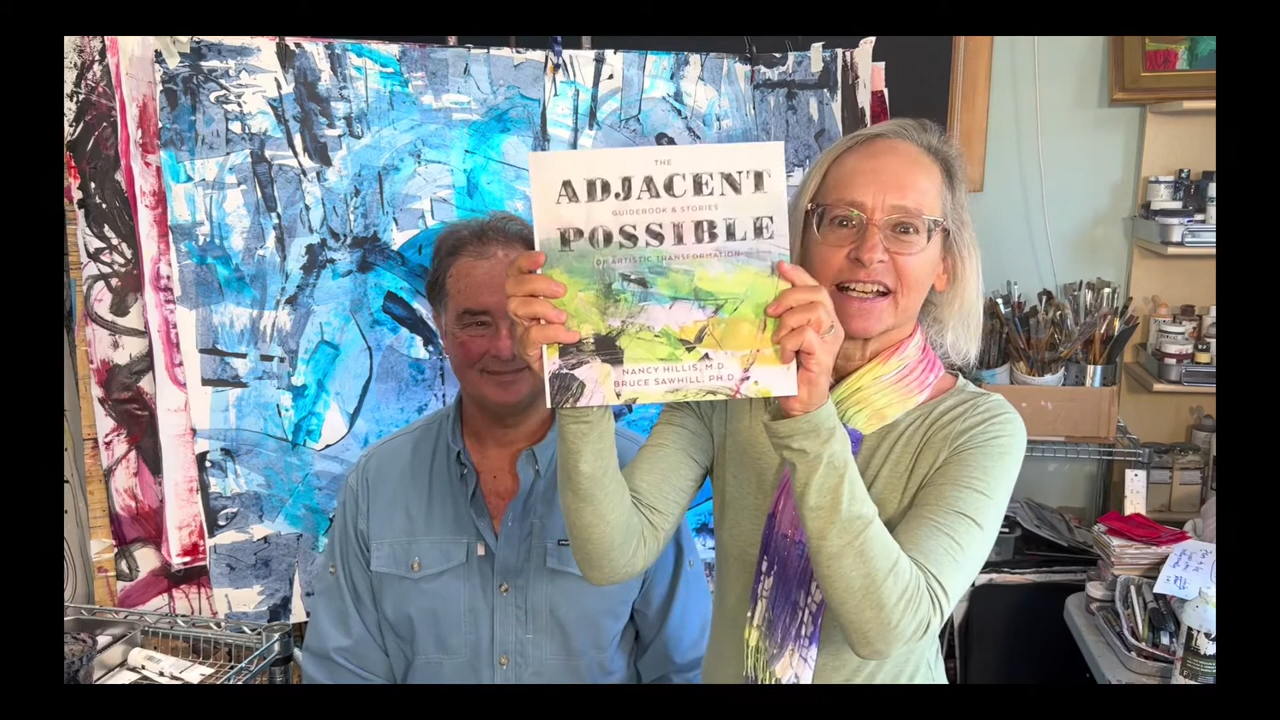 THE
ADJACENT
GUIDEBOOK & STORIES
POSSIBLE
OF ARTISTIC TRANSFORMATION
NANCY HILLIS, M.D.
BRUCE SAWHILL, PH.D.